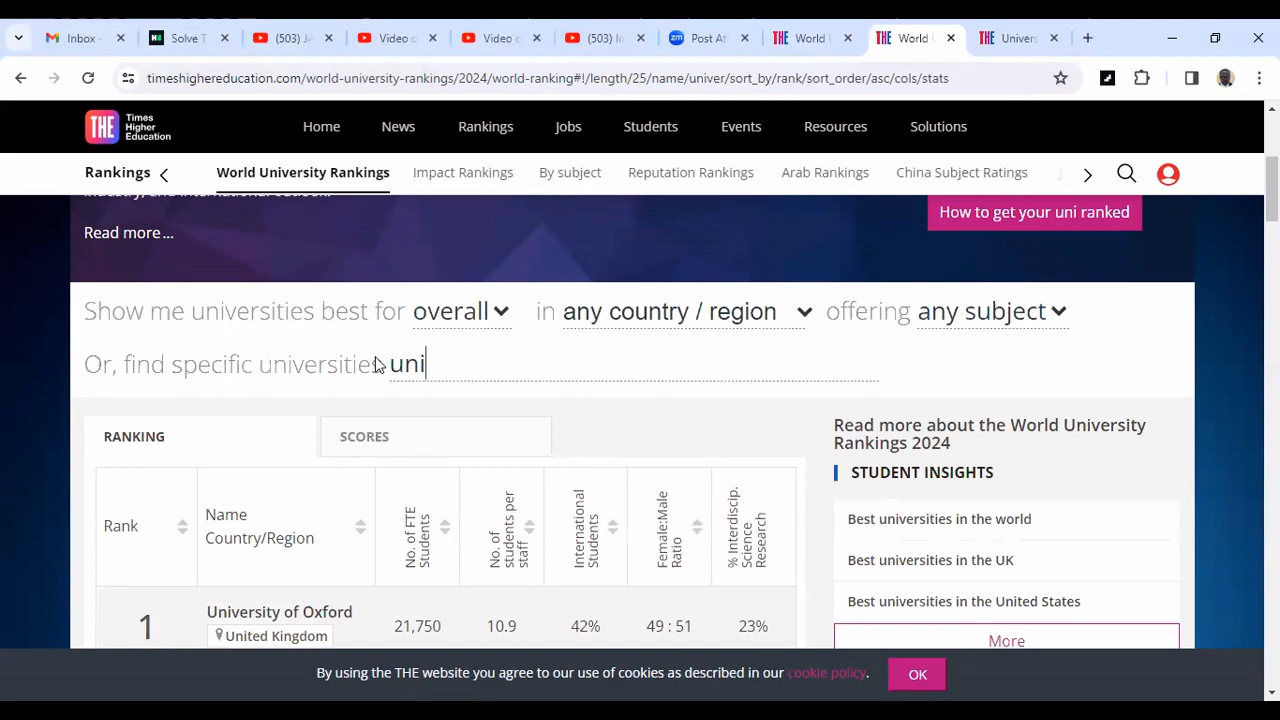 Inbox -
Solve T
(503) JA
Video c
Video c
(503) Ir
Post At
World U
World U
Univers
timeshighereducation.com/world-university-rankings/2024/world-ranking#!/length/25/name/univer/sort_by/rank/sort_order/asc/cols/stats
THE Times Higher Education
Home News Rankings Jobs Students Events Resources Solutions
Rankings World University Rankings Impact Rankings By subject Reputation Rankings Arab Rankings China Subject Ratings
Read more...
How to get your uni ranked
Show me universities best for overall in any country / region offering any subject
Or, find specific universities uni
RANKING
SCORES
Rank
Name
Country/Region
No. of FTE Students
No. of students per staff
International Students
Female:Male Ratio
% Interdiscip. Science Research
1
University of Oxford
United Kingdom
21,750
10.9
42%
49 : 51
23%
Read more about the World University
Rankings 2024
STUDENT INSIGHTS
Best universities in the world
Best universities in the UK
Best universities in the United States
More
By using the THE website you agree to our use of cookies as described in our cookie policy.
OK